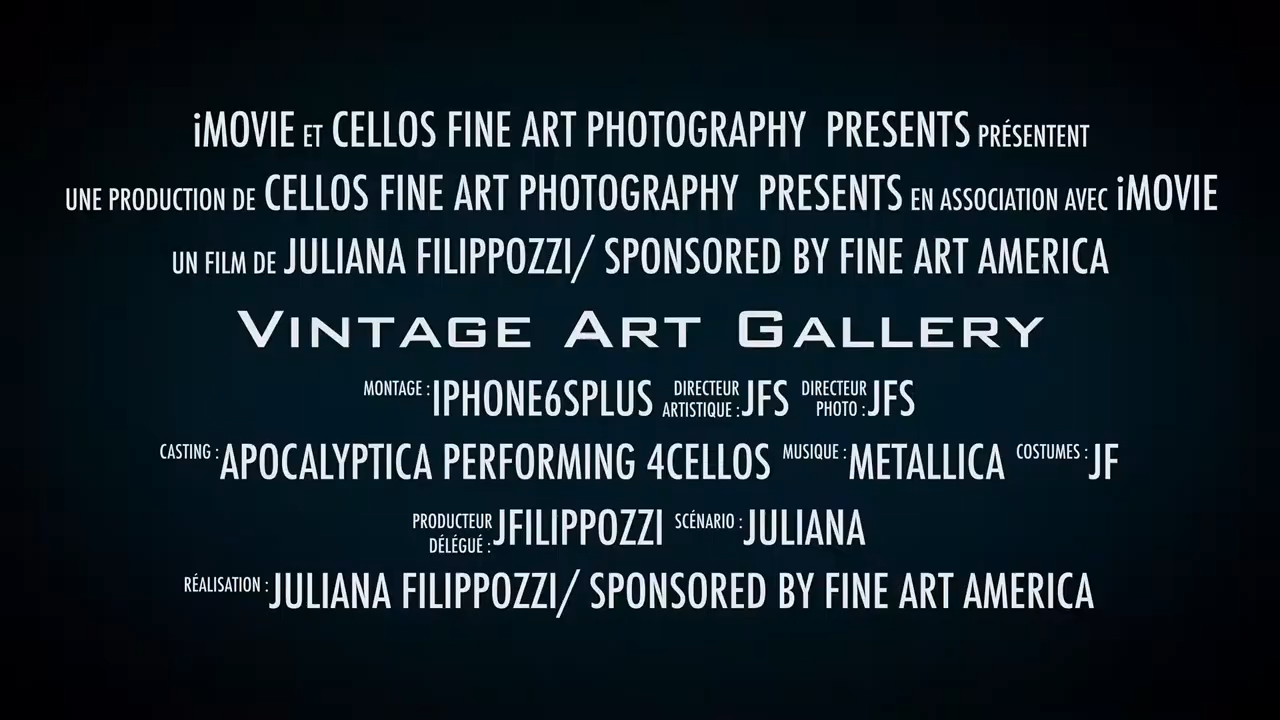 iMOVIE ET CELLOS FINE ART PHOTOGRAPHY PRESENTS PRÉSENTENT
UNE PRODUCTION DE CELLOS FINE ART PHOTOGRAPHY PRESENTS EN ASSOCIATION AVEC iMOVIE
UN FILM DE JULIANA FILIPPOZZI/ SPONSORED BY FINE ART AMERICA
VINTAGE ART GALLERY
MONTAGE : IPHONE6SPLUS DIRECTEUR ARTISTIQUE : JFS DIRECTEUR PHOTO : JFS
CASTING : APOCALYPTICA PERFORMING 4CELLOS MUSIQUE : METALLICA COSTUMES : JF
PRODUCTEUR DÉLÉGUÉ : JFILIPPOZZI SCÉNARIO : JULIANA
RÉALISATION : JULIANA FILIPPOZZI/ SPONSORED BY FINE ART AMERICA